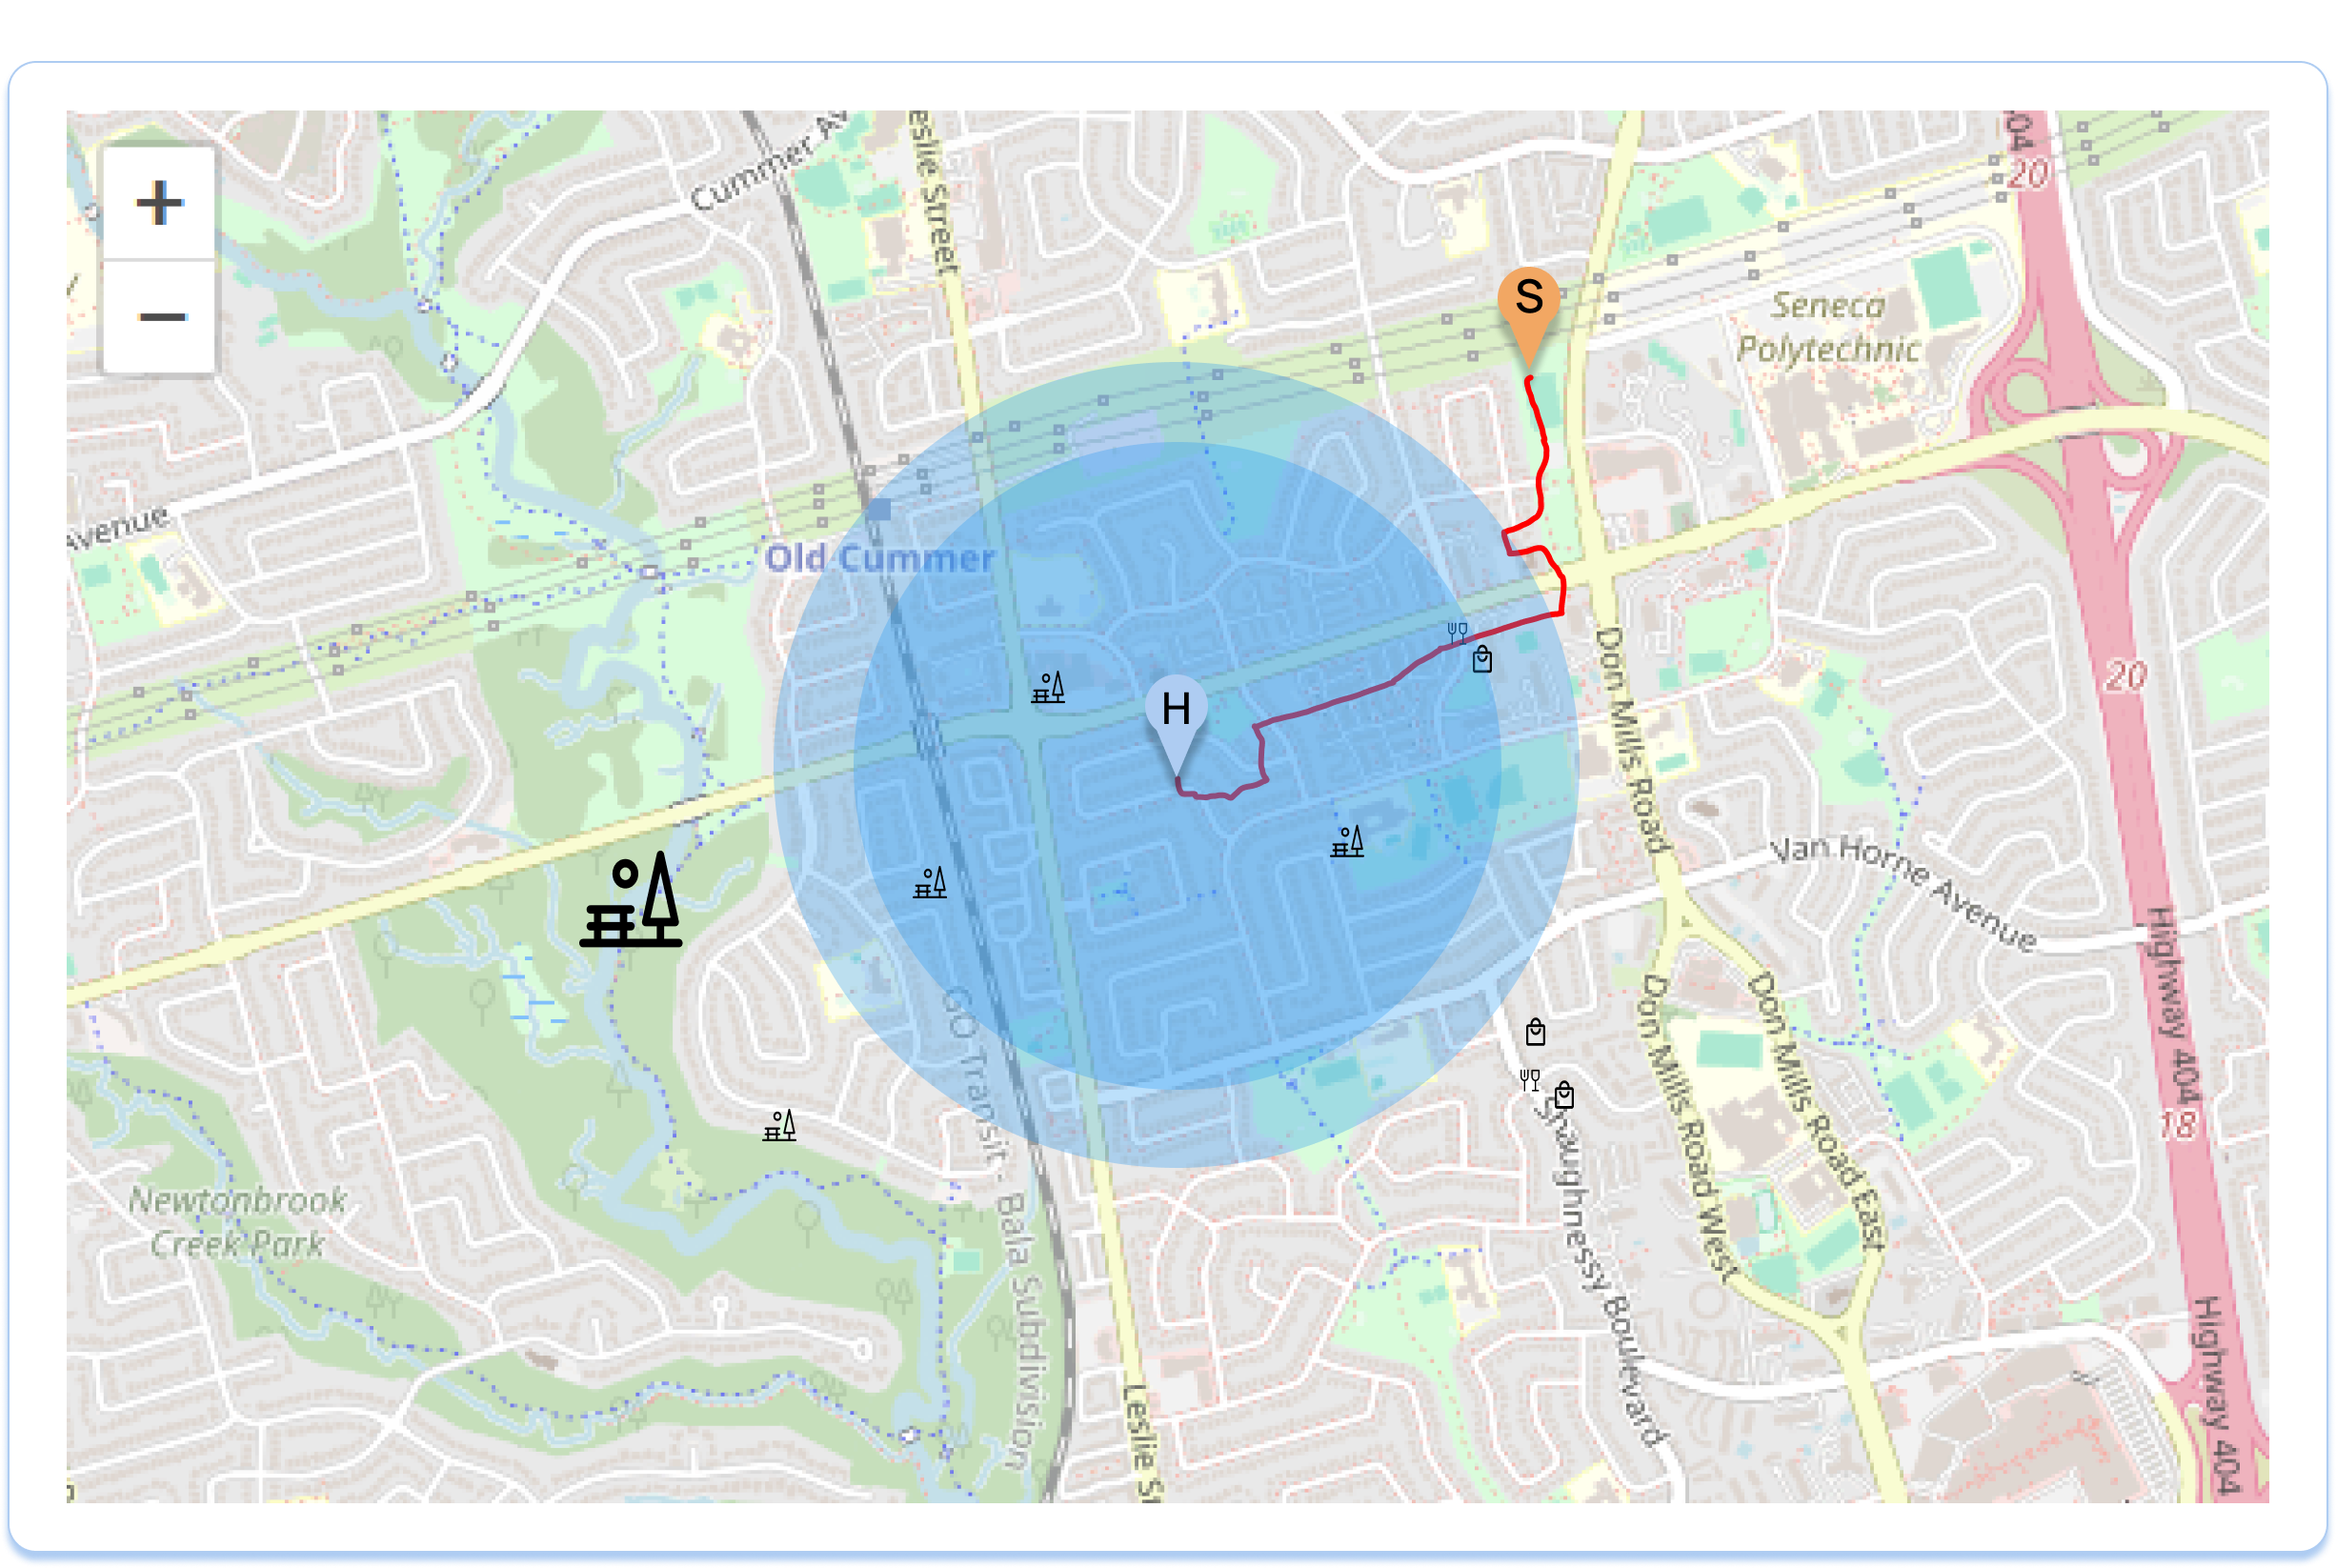 +
−
Cummer Av
eslie Street
04
20
S
Seneca
Polytechnic
Avenue
Old Cummer
H
Don Mills Road
20
Van Horne Avenue
Highway 404
Don Mills Road West
Don Mills Road East
18
GO Transit - Bala Subdivision
Shaughnessy Boulevard
Newtonbrook
Creek Park
Highway 404
Leslie St